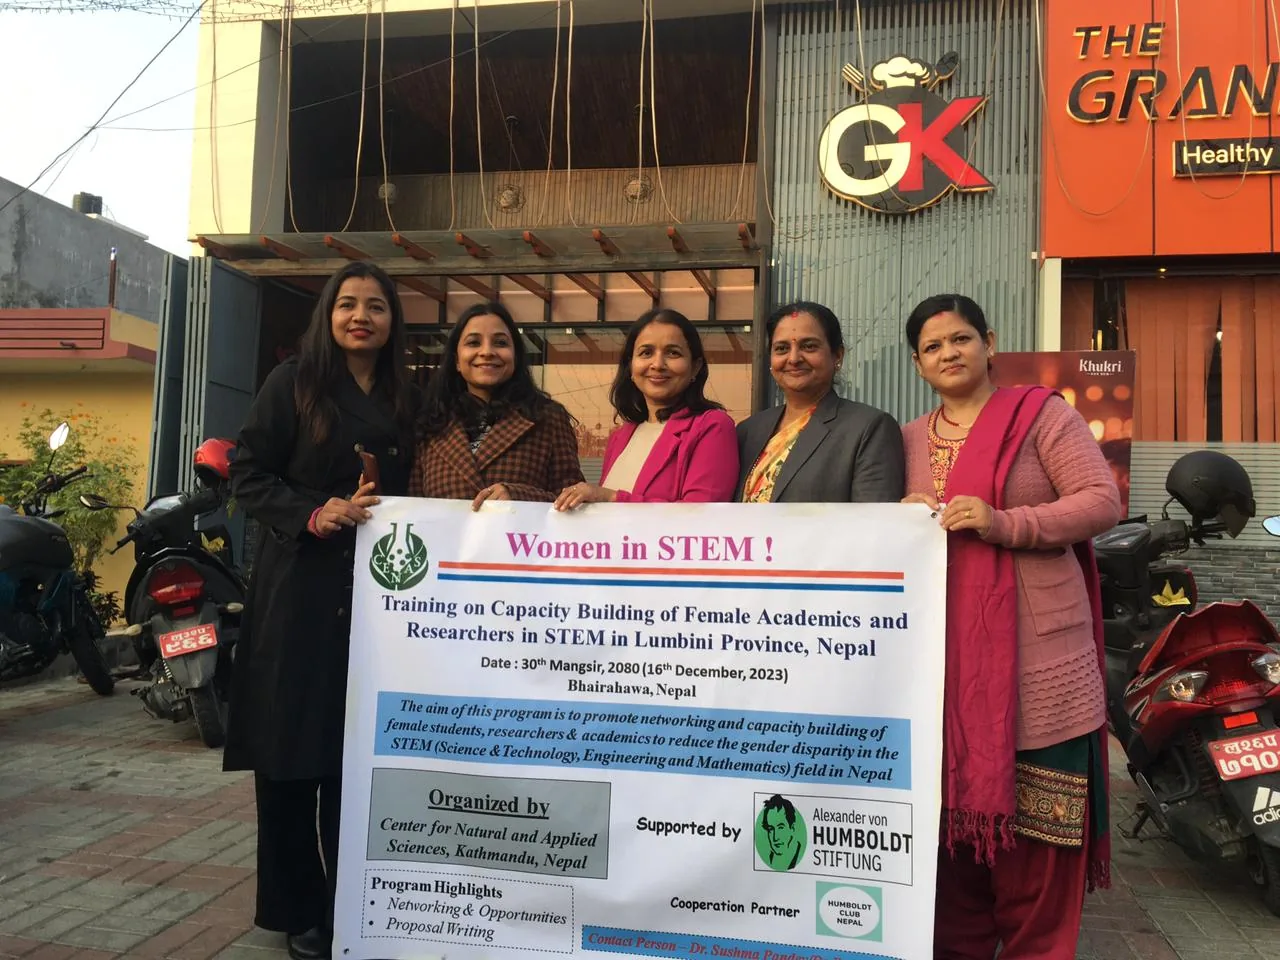 THE
GRAN
Healthy
GK
Khukri
CENAS
Women in STEM !
Training on Capacity Building of Female Academics and
Researchers in STEM in Lumbini Province, Nepal
Date : 30th Mangsir, 2080 (16th December, 2023)
Bhairahawa, Nepal
The aim of this program is to promote networking and capacity building of
female students, researchers & academics to reduce the gender disparity in the
STEM (Science & Technology, Engineering and Mathematics) field in Nepal
Organized by
Center for Natural and Applied
Sciences, Kathmandu, Nepal
Supported by
Alexander von
HUMBOLDT
STIFTUNG
Program Highlights
• Networking & Opportunities
• Proposal Writing
Cooperation Partner
HUMBOLDT
CLUB
NEPAL
Contact Person – Dr. Sushma Pandey
adidas